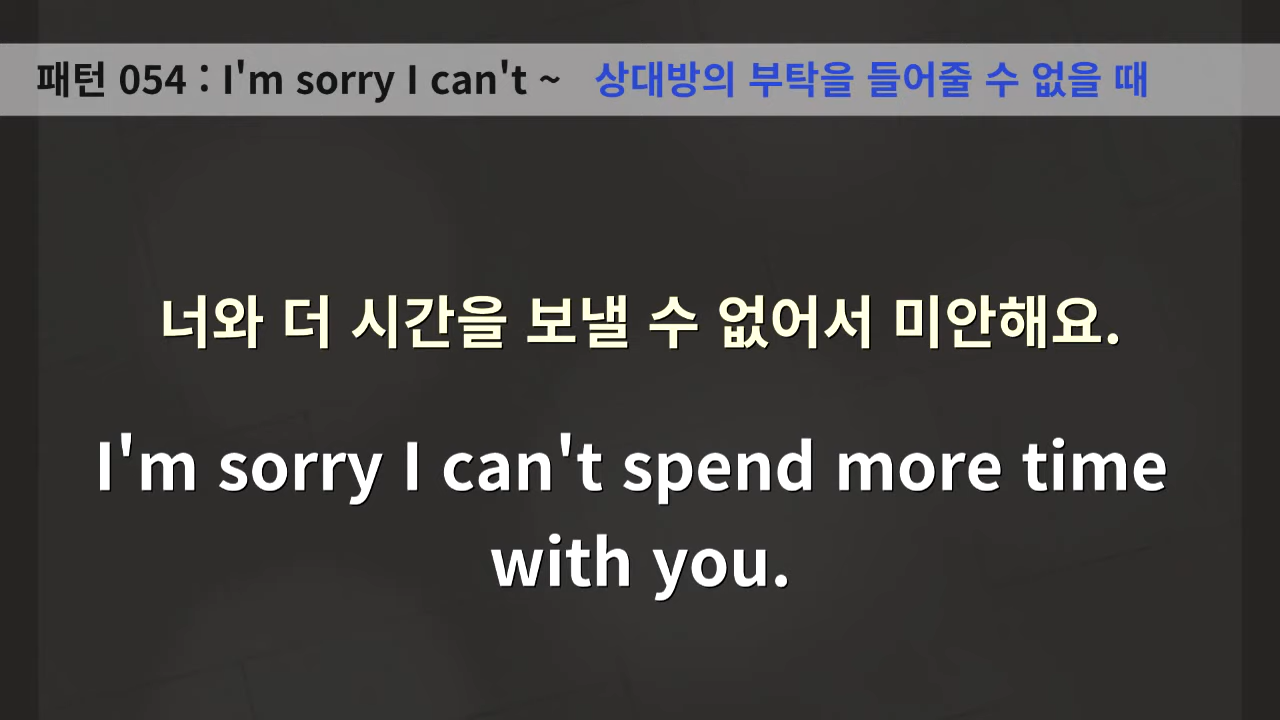 패턴 054 : I'm sorry I can't ~ 상대방의 부탁을 들어줄 수 없을 때
너와 더 시간을 보낼 수 없어서 미안해요.
I'm sorry I can't spend more time
with you.